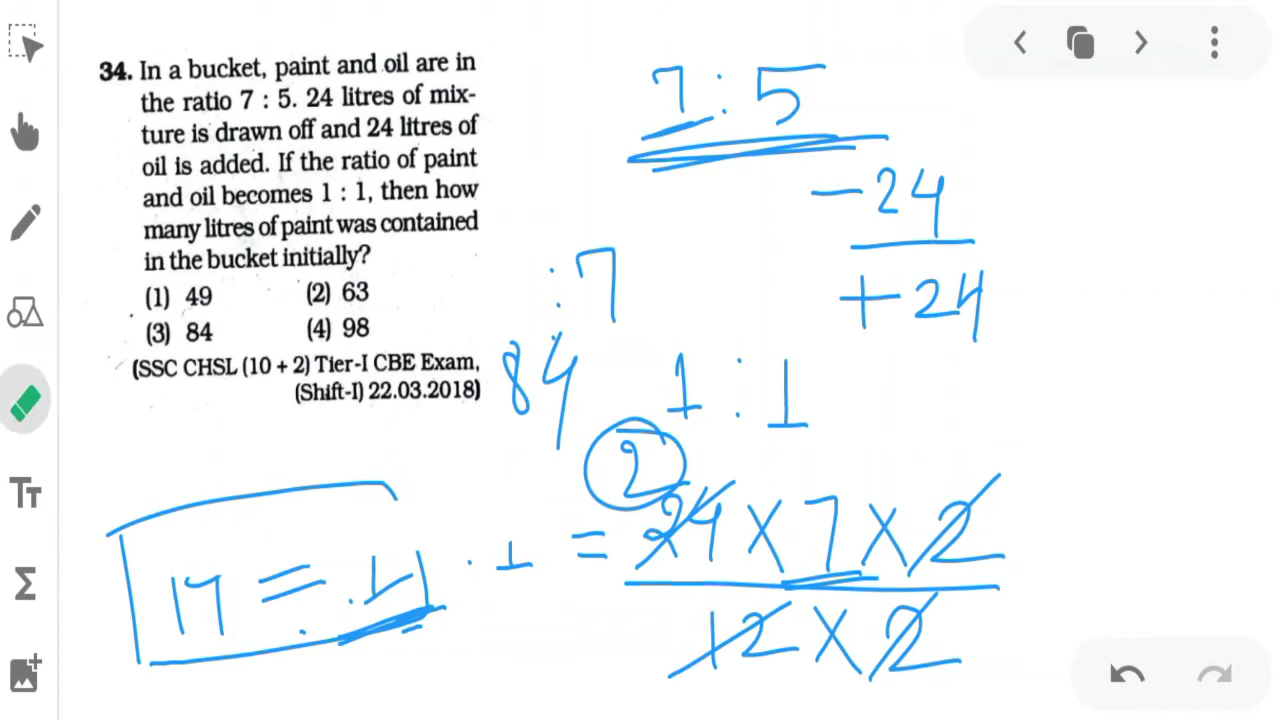 34. In a bucket, paint and oil are in
the ratio 7 : 5. 24 litres of mix-
ture is drawn off and 24 litres of
oil is added. If the ratio of paint
and oil becomes 1 : 1, then how
many litres of paint was contained
in the bucket initially?
(1) 49 (2) 63
(3) 84 (4) 98
(SSC CHSL (10 + 2) Tier-I CBE Exam,
(Shift-I) 22.03.2018)
7 : 5
- 24
+ 24
: 7
84
1 : 1
2
= 24 × 7 × 2
12 × 2
TT
Σ